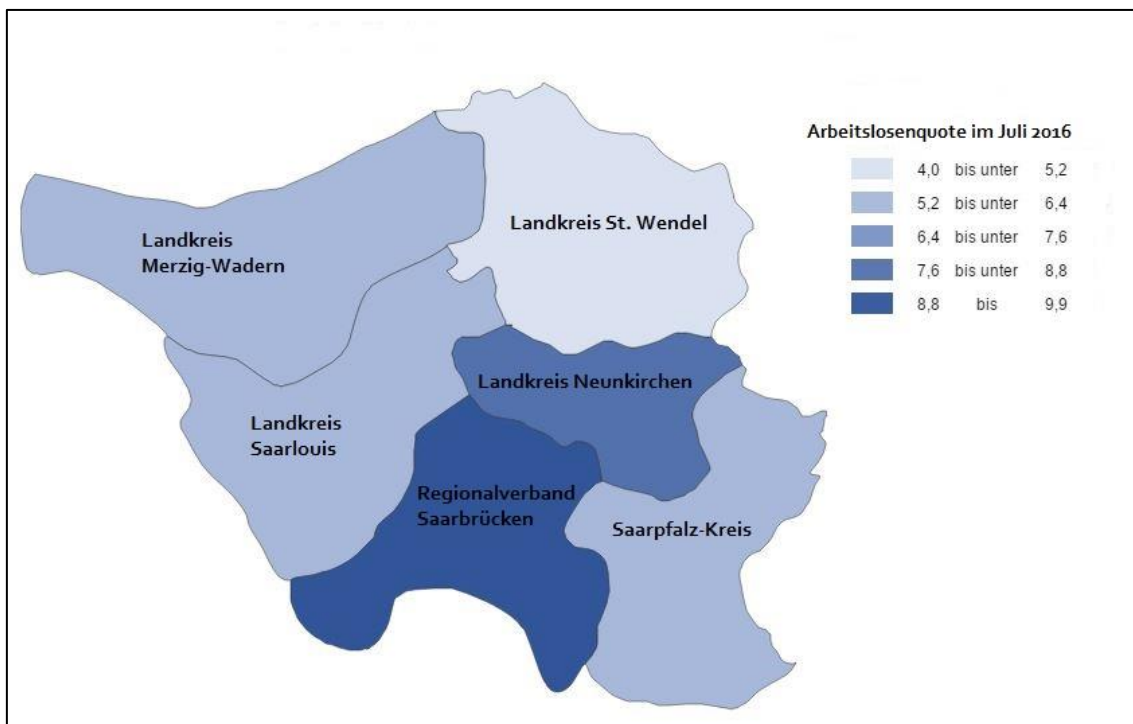 Arbeitslosenquote im Juli 2016
4,0 bis unter 5,2
5,2 bis unter 6,4
6,4 bis unter 7,6
7,6 bis unter 8,8
8,8 bis 9,9
Landkreis St. Wendel
Landkreis
Merzig-Wadern
Landkreis Neunkirchen
Landkreis
Saarlouis
Regionalverband
Saarbrücken
Saarpfalz-Kreis